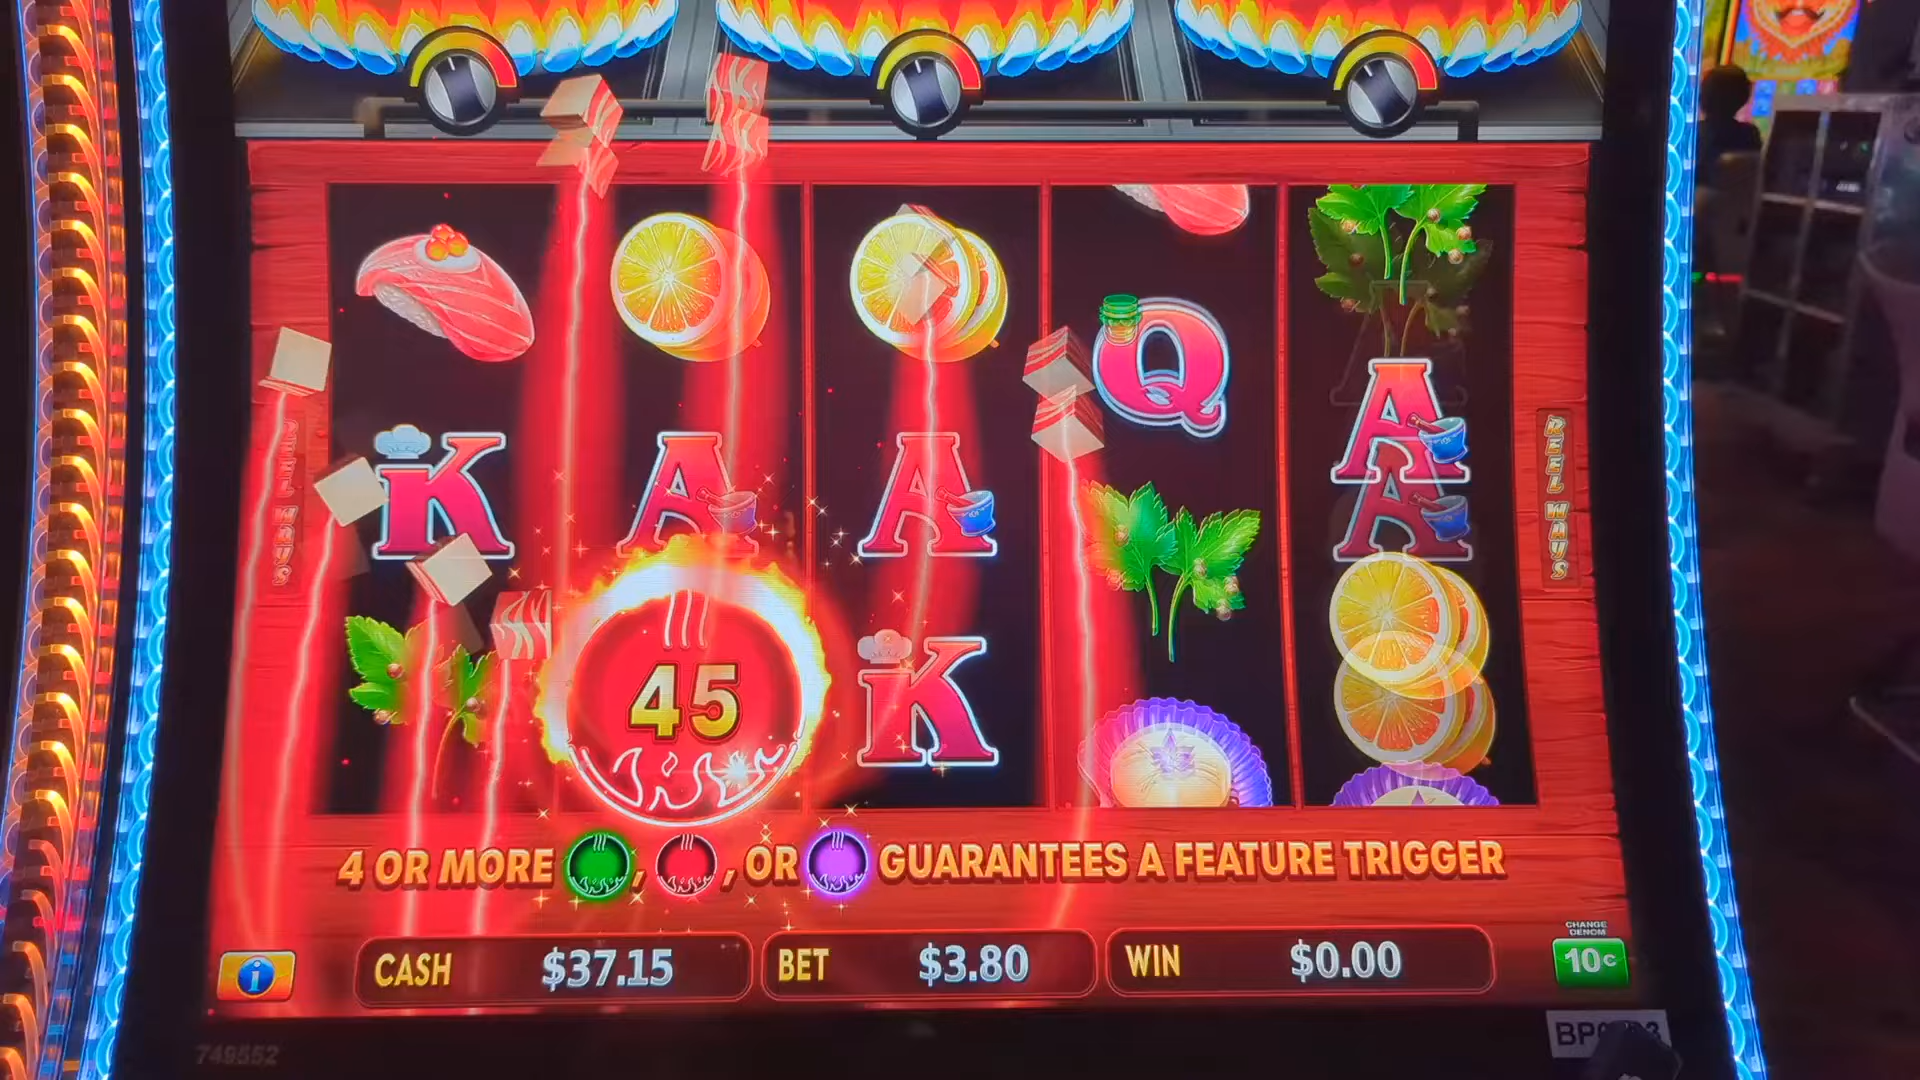 Q
A
K
A
A
A
REEL WAYS
REEL WAYS
45
K
4 OR MORE , , OR GUARANTEES A FEATURE TRIGGER
CHANGE
DENOM
CASH $37.15 BET $3.80 WIN $0.00 10¢
749552